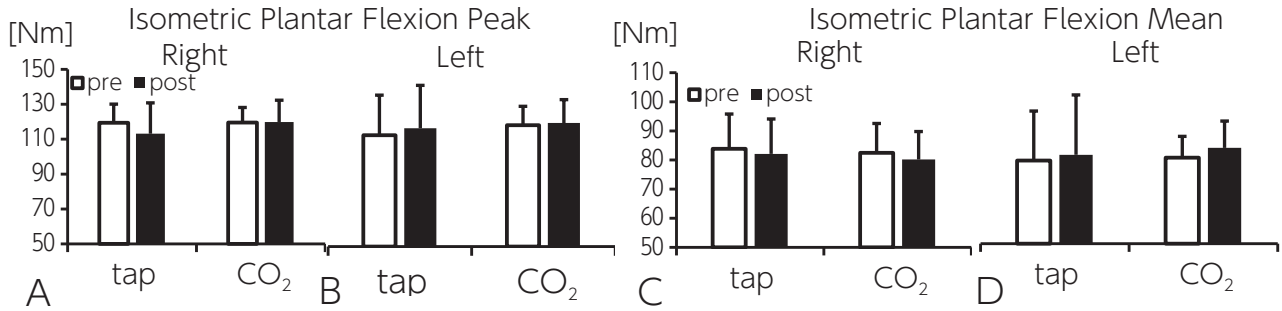 Isometric Plantar Flexion Peak
[Nm]
Right
Left
150
130
110
90
70
50
pre post
tap
CO₂
tap
CO₂
A
B
Isometric Plantar Flexion Mean
[Nm]
Right
Left
110
100
90
80
70
60
50
pre post
tap
CO₂
tap
CO₂
C
D